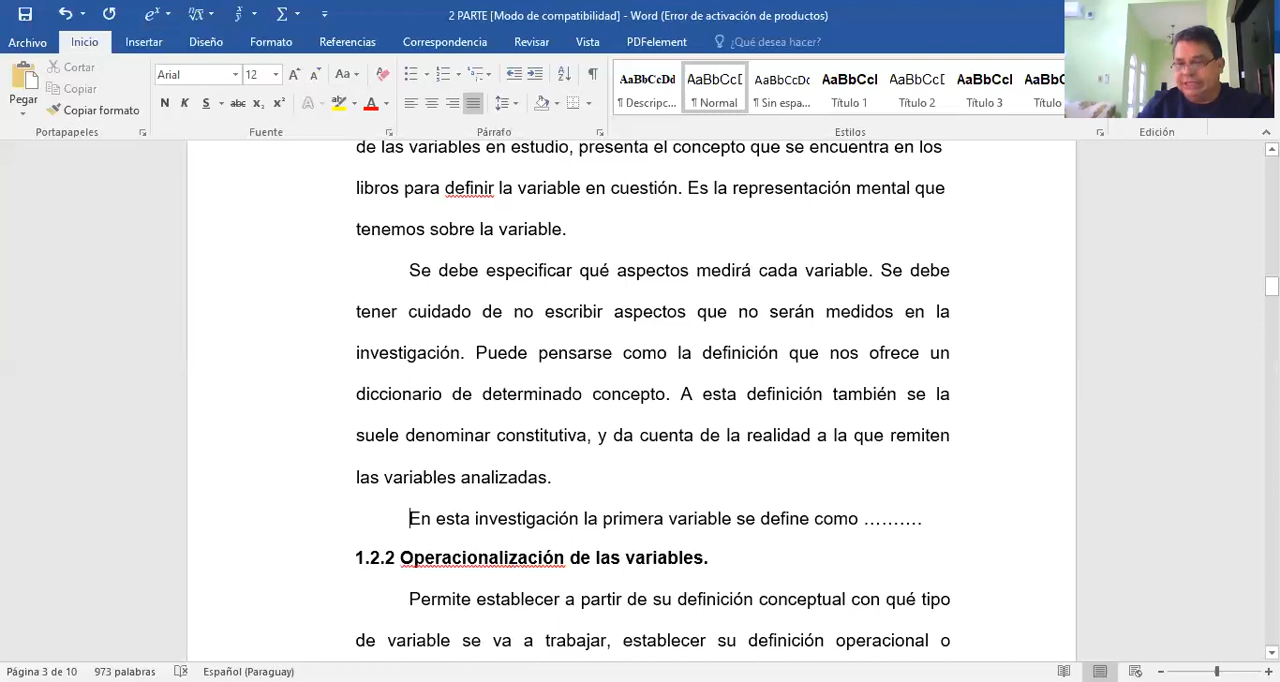 2 PARTE [Modo de compatibilidad] - Word (Error de activación de productos)
Archivo Inicio Insertar Diseño Formato Referencias Correspondencia Revisar Vista PDFelement ¿Qué desea hacer?
Pegar
Cortar
Copiar
Copiar formato
Portapapeles
Arial 12 Aa
N K S abc x₂ x² A A
Fuente
Párrafo
AaBbCcDd AaBbCcD AaBbCcDc AaBbCcI AaBbCcD AaBbCcD AaBb
¶ Descripc... ¶ Normal ¶ Sin espa... Título 1 Título 2 Título 3 Título
Estilos
Edición
de las variables en estudio, presenta el concepto que se encuentra en los
libros para definir la variable en cuestión. Es la representación mental que
tenemos sobre la variable.
Se debe especificar qué aspectos medirá cada variable. Se debe
tener cuidado de no escribir aspectos que no serán medidos en la
investigación. Puede pensarse como la definición que nos ofrece un
diccionario de determinado concepto. A esta definición también se la
suele denominar constitutiva, y da cuenta de la realidad a la que remiten
las variables analizadas.
En esta investigación la primera variable se define como ……….
1.2.2 Operacionalización de las variables.
Permite establecer a partir de su definición conceptual con qué tipo
de variable se va a trabajar, establecer su definición operacional o
Página 3 de 10 973 palabras Español (Paraguay)